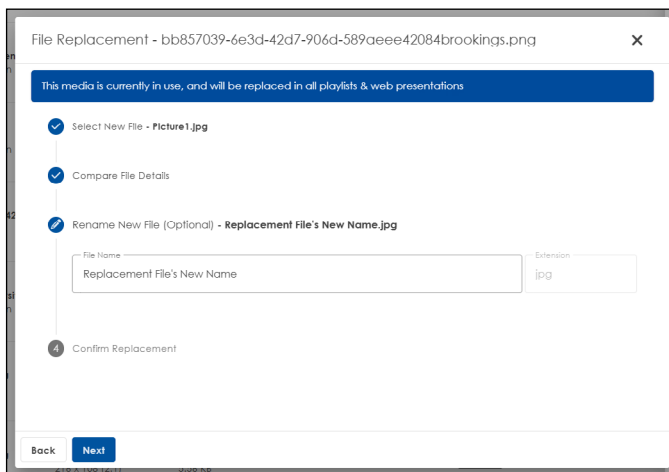 File Replacement - bb857039-6e3d-42d7-906d-589aeee42084brookings.png
This media is currently in use, and will be replaced in all playlists & web presentations
Select New File - Picture1.jpg
Compare File Details
Rename New File (Optional) - Replacement File's New Name.jpg
File Name
Extension
Replacement File's New Name
jpg
4
Confirm Replacement
Back
Next